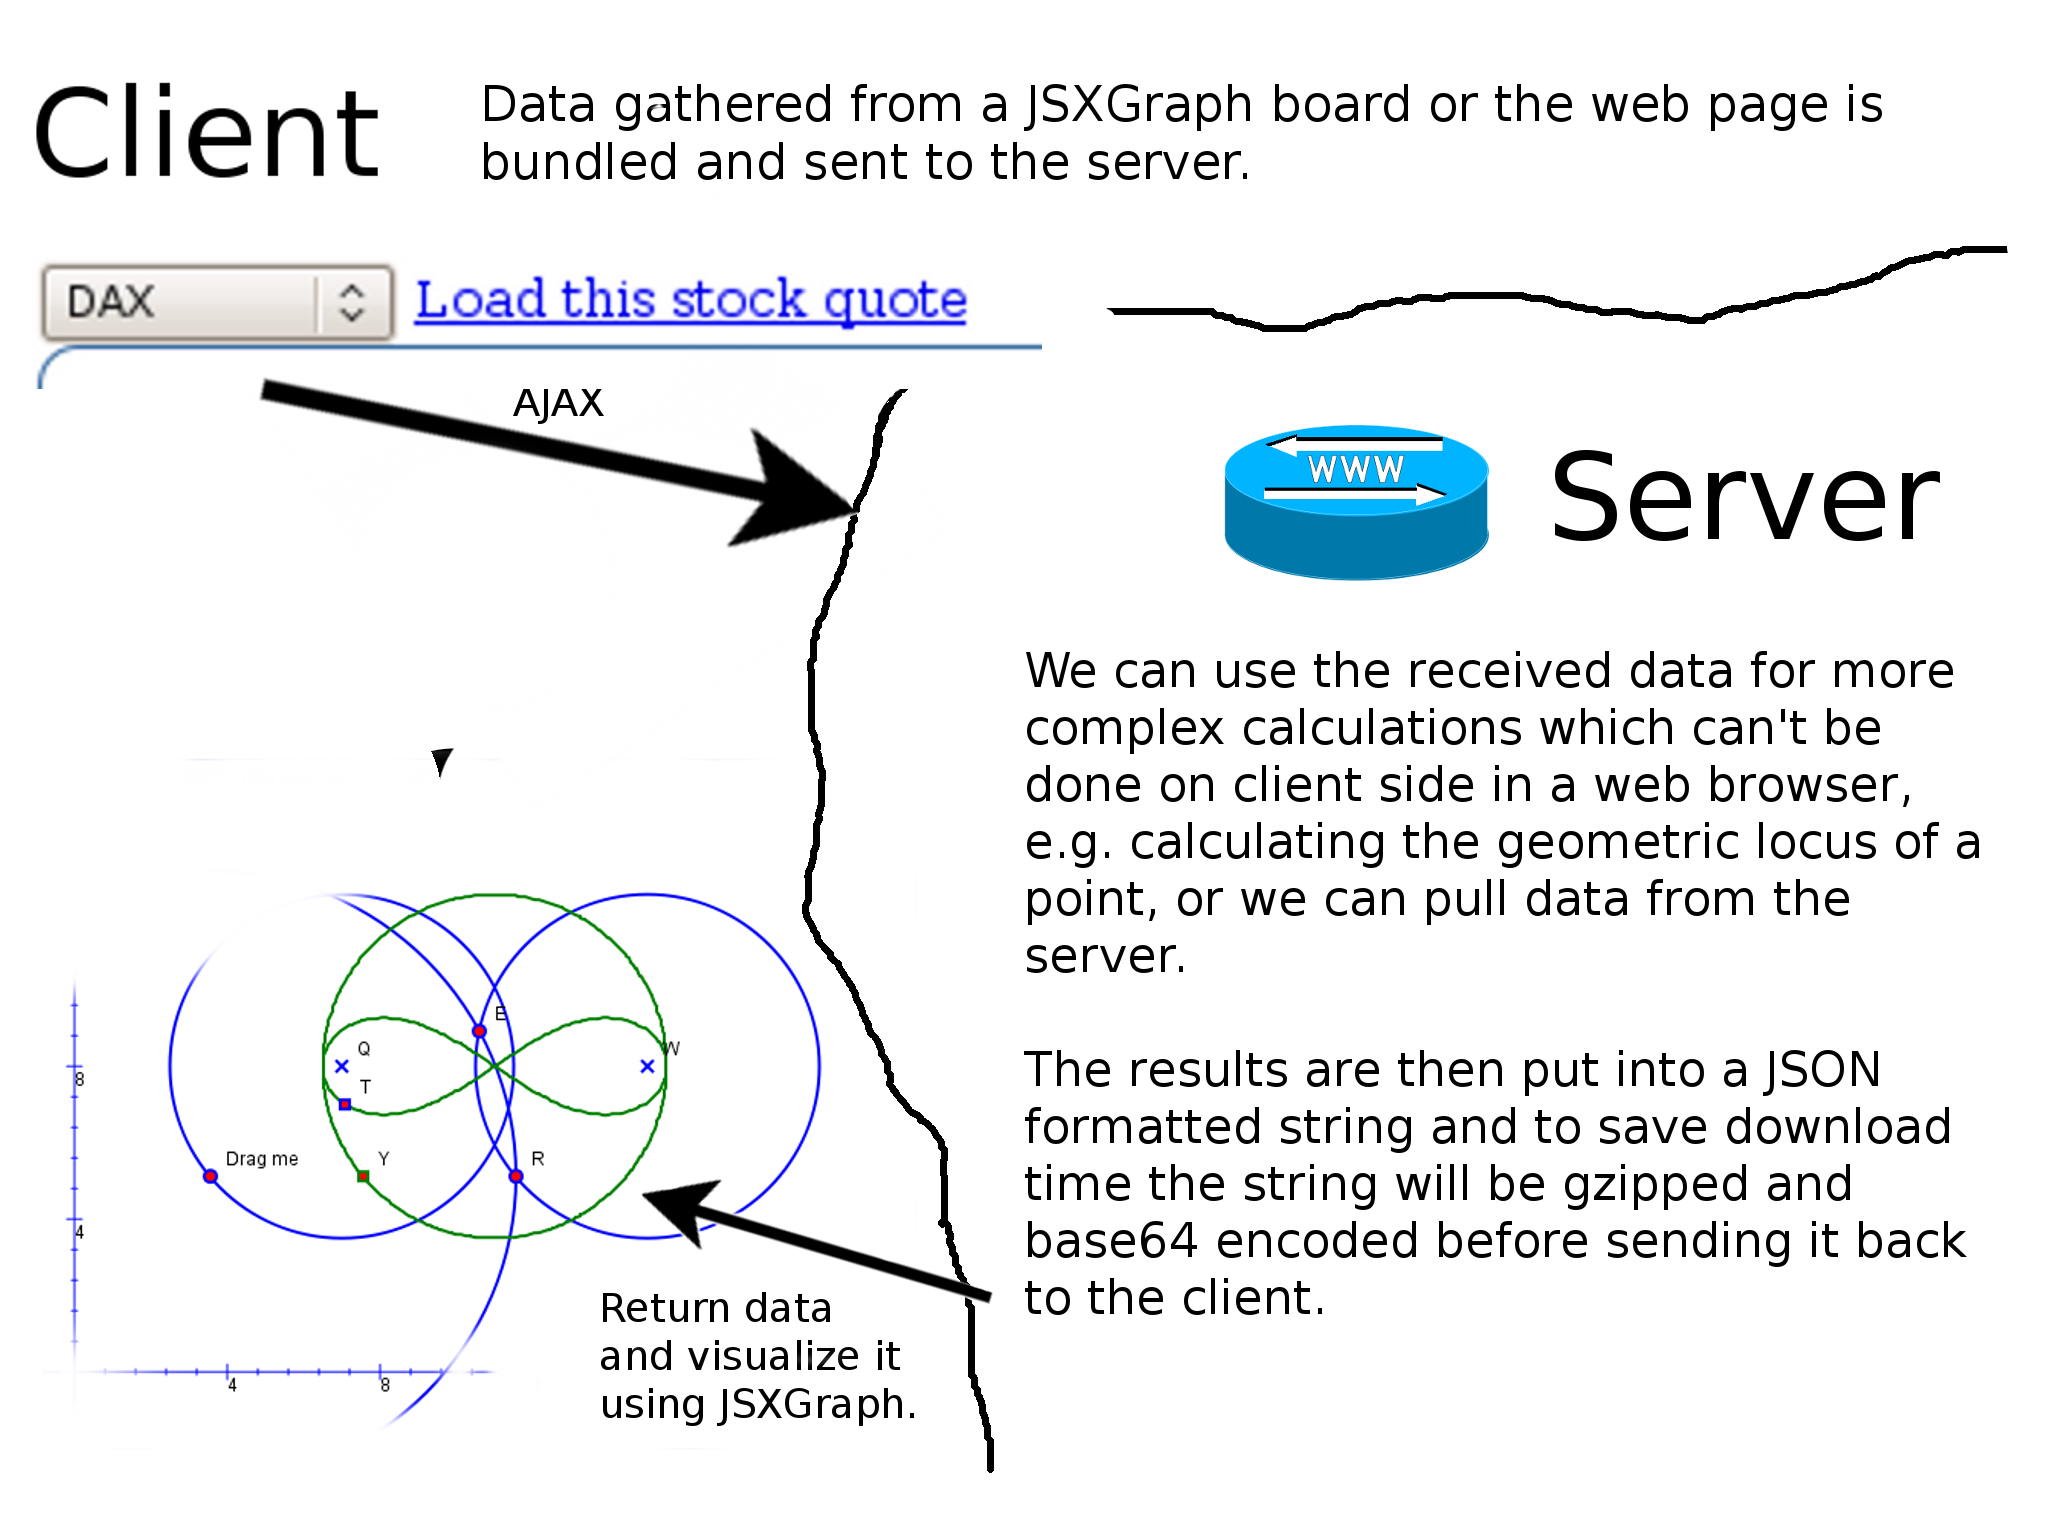 Client
Data gathered from a JSXGraph board or the web page is
bundled and sent to the server.
DAX
Load this stock quote
AJAX
WWW
Server
We can use the received data for more
complex calculations which can't be
done on client side in a web browser,
e.g. calculating the geometric locus of a
point, or we can pull data from the
server.
The results are then put into a JSON
formatted string and to save download
time the string will be gzipped and
base64 encoded before sending it back
to the client.
E
Q
W
T
8
Drag me
Y
R
4
4
8
Return data
and visualize it
using JSXGraph.